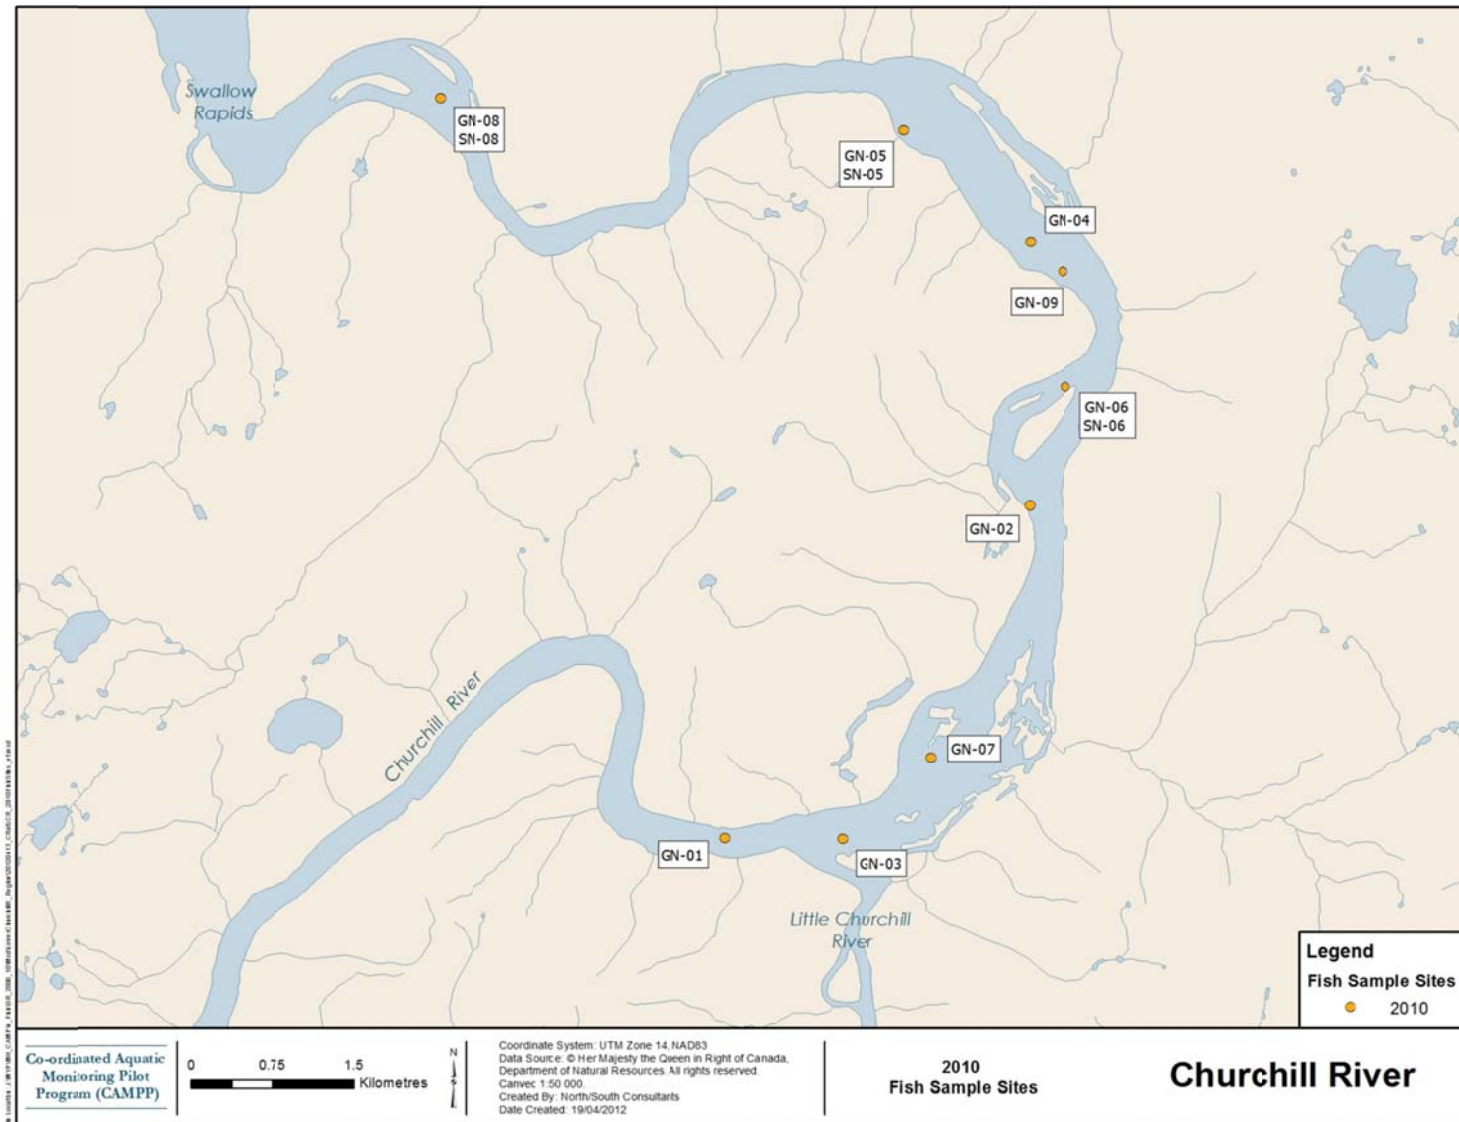 Swallow
Rapids
GN-08
SN-08
GN-05
SN-05
GN-04
GN-09
GN-06
SN-06
GN-02
Churchill River
GN-07
GN-01
GN-03
Little Churchill
River
Legend
Fish Sample Sites
2010
Co-ordinated Aquatic
Monitoring Pilot
Program (CAMPP)
0 0.75 1.5
Kilometres
N
Coordinate System: UTM Zone 14,NAD83
Data Source: © Her Majesty the Queen in Right of Canada,
Department of Natural Resources. All rights reserved.
Canvec 1:50 000.
Created By: North/South Consultants
Date Created: 19/04/2012
2010
Fish Sample Sites
Churchill River